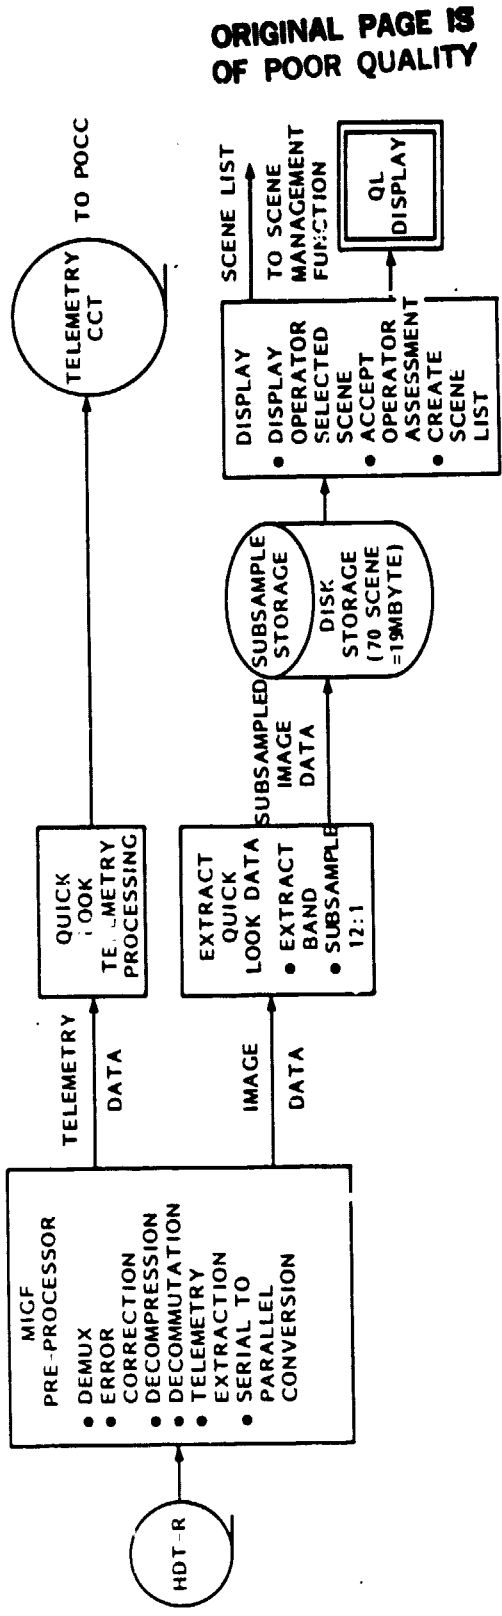 ORIGINAL PAGE IS
OF POOR QUALITY
HDT-R
MIGF
PRE-PROCESSOR
• DEMUX
• ERROR
CORRECTION
• DECOMPRESSION
• DECOMMUTATION
• TELEMETRY
EXTRACTION
• SERIAL TO
PARALLEL
CONVERSION
TELEMETRY
DATA
QUICK
LOOK
TELEMETRY
PROCESSING
TELEMETRY
CCT
TO POCC
IMAGE
DATA
EXTRACT
QUICK
LOOK DATA
• EXTRACT
BAND
• SUBSAMPLE
12:1
SUBSAMPLED
IMAGE
DATA
SUBSAMPLE
STORAGE
DISK
STORAGE
(70 SCENE
=19MBYTE)
DISPLAY
• DISPLAY
OPERATOR
SELECTED
SCENE
• ACCEPT
OPERATOR
ASSESSMENT
• CREATE
SCENE
LIST
SCENE LIST
TO SCENE
MANAGEMENT
FUNCTION
QL
DISPLAY